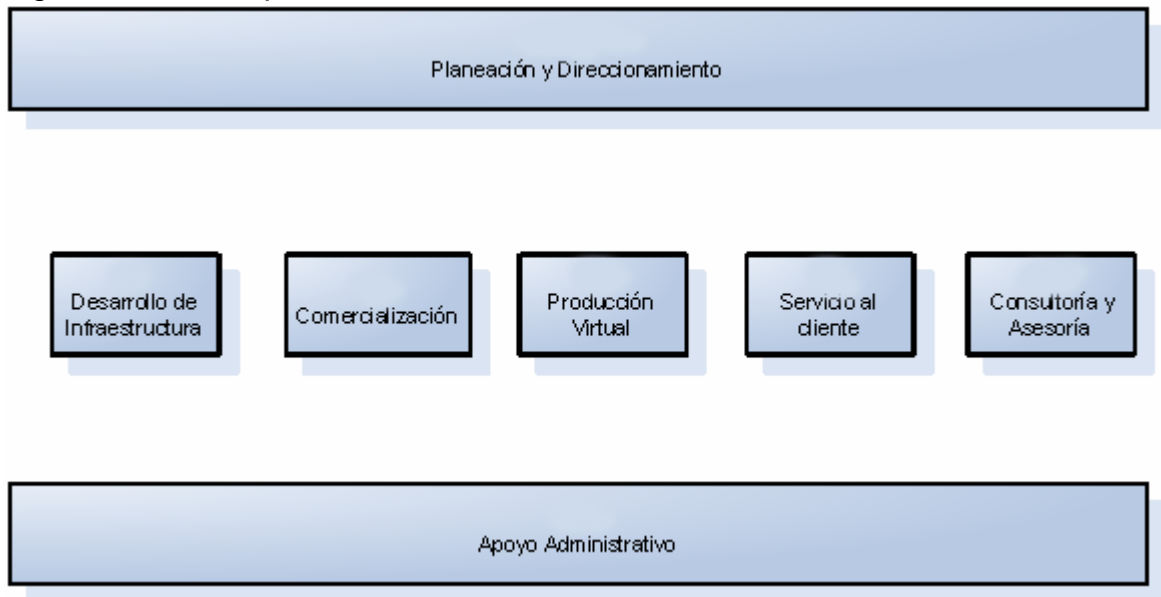 Planeación y Direccionamiento
Desarrollo de
Infraestructura
Comercialización
Producción
Virtual
Servicio al
cliente
Consultoría y
Asesoría
Apoyo Administrativo